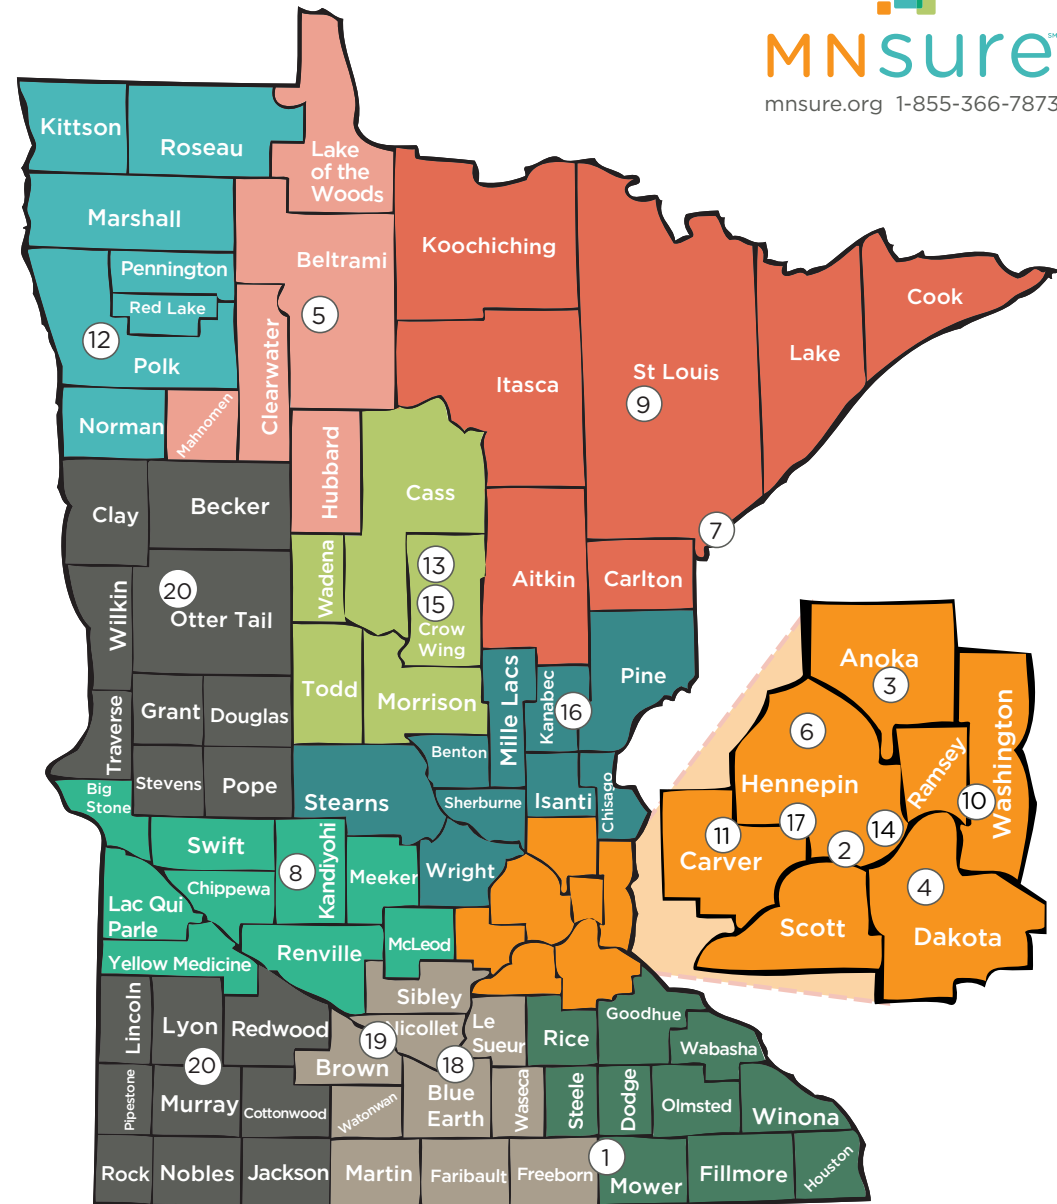 MNsure SM
mnsure.org 1-855-366-7873
Kittson
Roseau
Lake
of the
Woods
Marshall
Beltrami
Koochiching
Pennington
Red Lake
5
Cook
12
Polk
Clearwater
Lake
St Louis
9
Itasca
Norman
Mahnomen
Hubbard
Cass
Clay
Becker
7
Wadena
13
15
Crow
Wing
Aitkin
Carlton
Wilkin
20
Otter Tail
Pine
Todd
Morrison
Mille Lacs
Kanabec
16
Traverse
Grant
Douglas
Stevens
Pope
Benton
Big
Stone
Stearns
Sherburne
Isanti
Chisago
Swift
Chippewa
8
Kandiyohi
Meeker
Wright
Lac Qui
Parle
Renville
McLeod
Yellow Medicine
Sibley
Lincoln
Lyon
Redwood
19
Nicollet
Le
Sueur
Rice
Goodhue
Wabasha
20
Brown
18
Blue
Earth
Pipestone
Murray
Cottonwood
Watonwan
Waseca
Steele
Dodge
Olmsted
Winona
Rock
Nobles
Jackson
Martin
Faribault
Freeborn
1
Mower
Fillmore
Houston
Anoka
3
6
Hennepin
Ramsey
Washington
10
11
Carver
17
2
14
4
Scott
Dakota